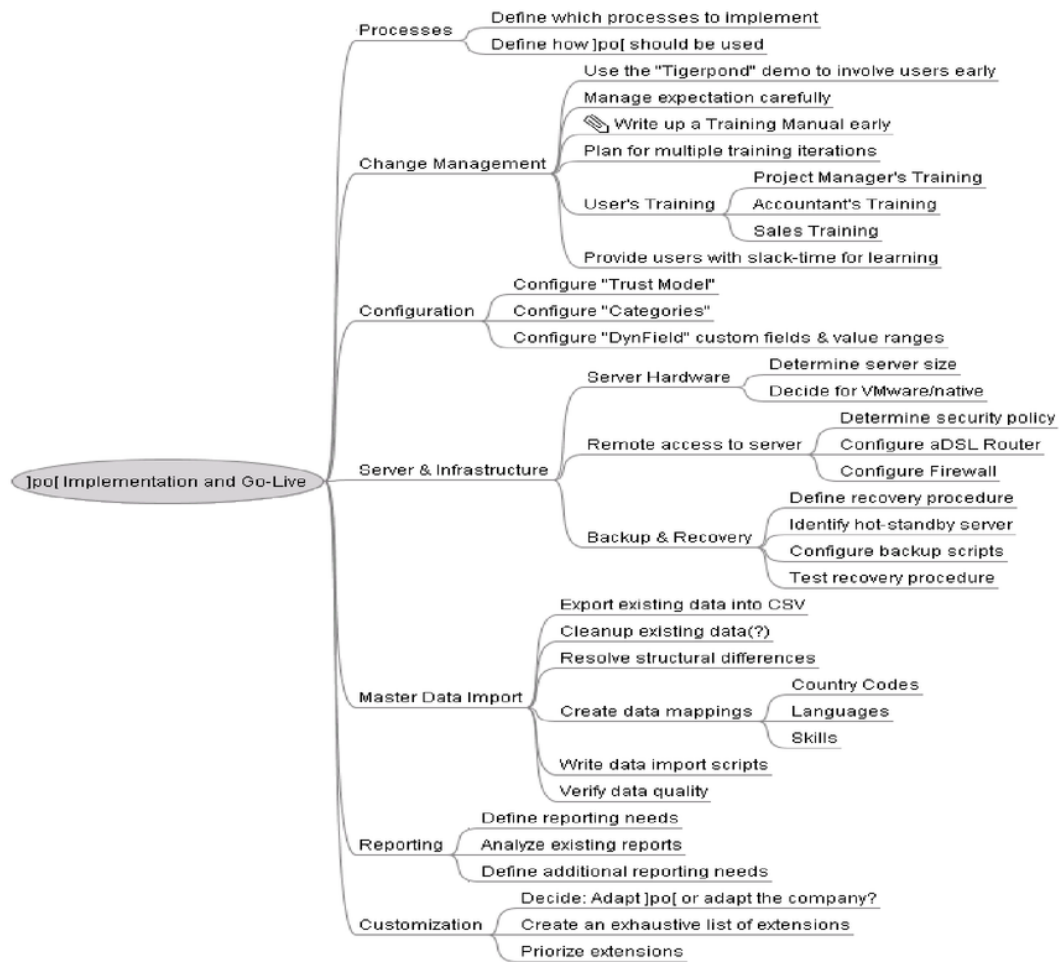 Processes
Define which processes to implement
Define how ]po[ should be used
Change Management
Use the "Tigerpond" demo to involve users early
Manage expectation carefully
Write up a Training Manual early
Plan for multiple training iterations
User's Training
Project Manager's Training
Accountant's Training
Sales Training
Provide users with slack-time for learning
Configuration
Configure "Trust Model"
Configure "Categories"
Configure "DynField" custom fields & value ranges
]po[ Implementation and Go-Live
Server & Infrastructure
Server Hardware
Determine server size
Decide for VMware/native
Remote access to server
Determine security policy
Configure aDSL Router
Configure Firewall
Backup & Recovery
Define recovery procedure
Identify hot-standby server
Configure backup scripts
Test recovery procedure
Master Data Import
Export existing data into CSV
Cleanup existing data(?)
Resolve structural differences
Create data mappings
Country Codes
Languages
Skills
Write data import scripts
Verify data quality
Reporting
Define reporting needs
Analyze existing reports
Define additional reporting needs
Customization
Decide: Adapt ]po[ or adapt the company?
Create an exhaustive list of extensions
Priorize extensions